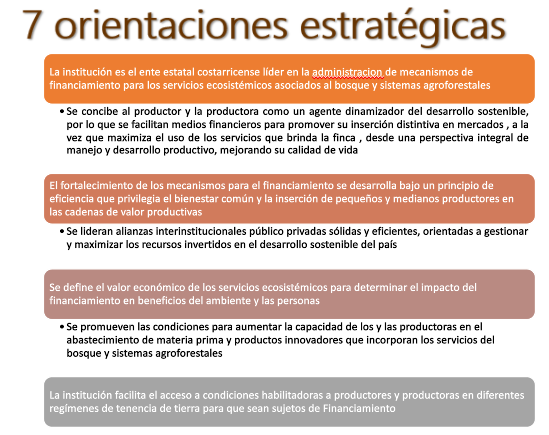 7 orientaciones estratégicas
La institución es el ente estatal costarricense líder en la administracion de mecanismos de
financiamiento para los servicios ecosistémicos asociados al bosque y sistemas agroforestales
• Se concibe al productor y la productora como un agente dinamizador del desarrollo sostenible,
por lo que se facilitan medios financieros para promover su inserción distintiva en mercados , a la
vez que maximiza el uso de los servicios que brinda la finca , desde una perspectiva integral de
manejo y desarrollo productivo, mejorando su calidad de vida
El fortalecimiento de los mecanismos para el financiamiento se desarrolla bajo un principio de
eficiencia que privilegia el bienestar común y la inserción de pequeños y medianos productores en
las cadenas de valor productivas
• Se lideran alianzas interinstitucionales público privadas sólidas y eficientes, orientadas a gestionar
y maximizar los recursos invertidos en el desarrollo sostenible del país
Se define el valor económico de los servicios ecosistémicos para determinar el impacto del
financiamiento en beneficios del ambiente y las personas
• Se promueven las condiciones para aumentar la capacidad de los y las productoras en el
abastecimiento de materia prima y productos innovadores que incorporan los servicios del
bosque y sistemas agroforestales
La institución facilita el acceso a condiciones habilitadoras a productores y productoras en diferentes
regímenes de tenencia de tierra para que sean sujetos de Financiamiento